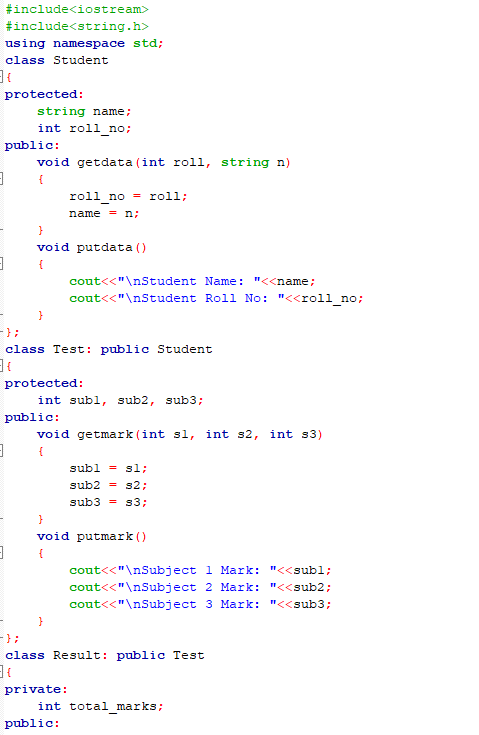 #include<iostream>
#include<string.h>
using namespace std;
class Student
{
protected:
    string name;
    int roll_no;
public:
    void getdata(int roll, string n)
    {
        roll_no = roll;
        name = n;
    }
    void putdata()
    {
        cout<<"\nStudent Name: "<<name;
        cout<<"\nStudent Roll No: "<<roll_no;
    }
};
class Test: public Student
{
protected:
    int sub1, sub2, sub3;
public:
    void getmark(int s1, int s2, int s3)
    {
        sub1 = s1;
        sub2 = s2;
        sub3 = s3;
    }
    void putmark()
    {
        cout<<"\nSubject 1 Mark: "<<sub1;
        cout<<"\nSubject 2 Mark: "<<sub2;
        cout<<"\nSubject 3 Mark: "<<sub3;
    }
};
class Result: public Test
{
private:
    int total_marks;
public: